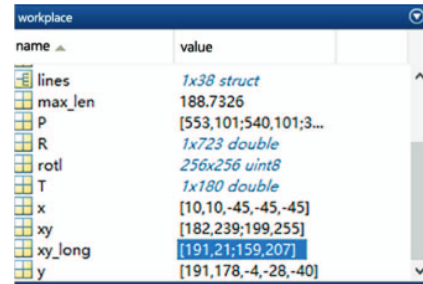 workplace
name value
lines 1x38 struct
max_len 188.7326
P [553,101;540,101;3...
R 1x723 double
rotl 256x256 uint8
T 1x180 double
x [10,10,-45,-45,-45]
xy [182,239;199,255]
xy_long [191,21;159,207]
y [191,178,-4,-28,-40]